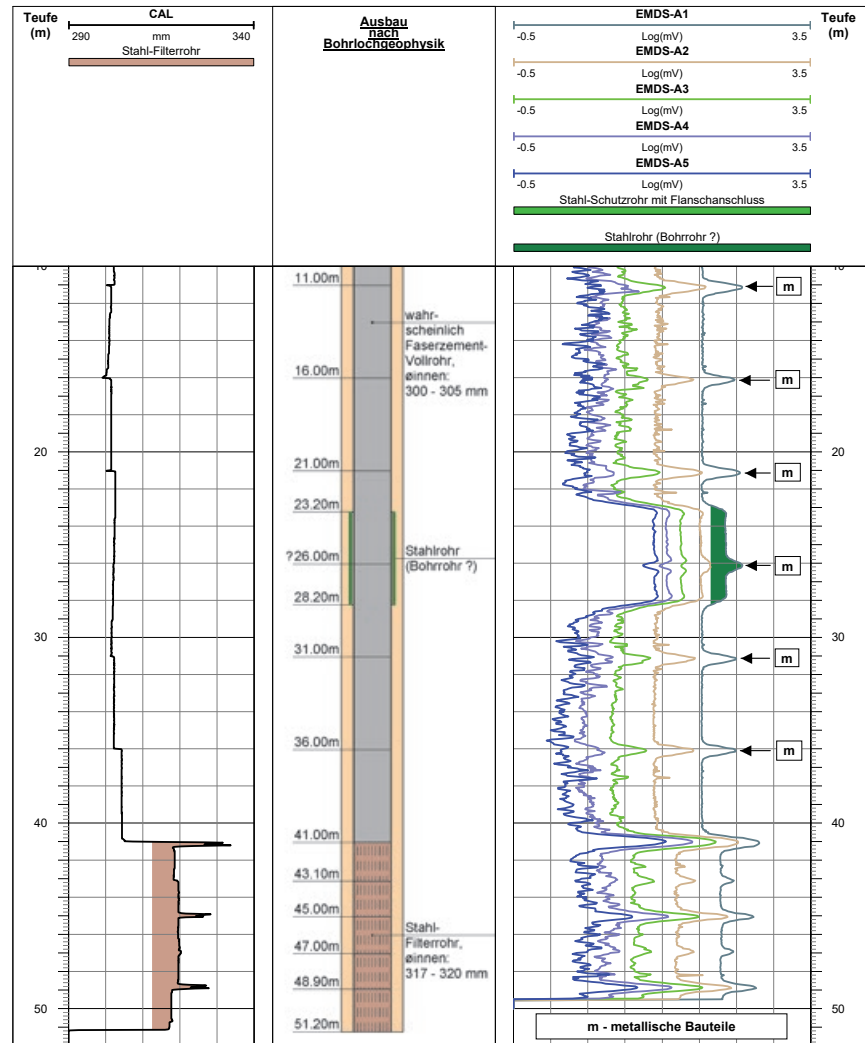 Teufe
(m)
CAL
290 mm 340
Stahl-Filterrohr
Ausbau
nach
Bohrlochgeophysik
EMDS-A1
-0.5 Log(mV) 3.5
EMDS-A2
-0.5 Log(mV) 3.5
EMDS-A3
-0.5 Log(mV) 3.5
EMDS-A4
-0.5 Log(mV) 3.5
EMDS-A5
-0.5 Log(mV) 3.5
Stahl-Schutzrohr mit Flanschanschluss
Stahlrohr (Bohrrohr ?)
Teufe
(m)
20
30
40
50
11.00m
16.00m
21.00m
23.20m
?26.00m
28.20m
31.00m
36.00m
41.00m
43.10m
45.00m
47.00m
48.90m
51.20m
wahr-
scheinlich
Faserzement-
Vollrohr,
øinnen:
300 - 305 mm
Stahlrohr
(Bohrrohr ?)
Stahl-
Filterrohr,
øinnen:
317 - 320 mm
m
m
m
m
m
m
m - metallische Bauteile
20
30
40
50